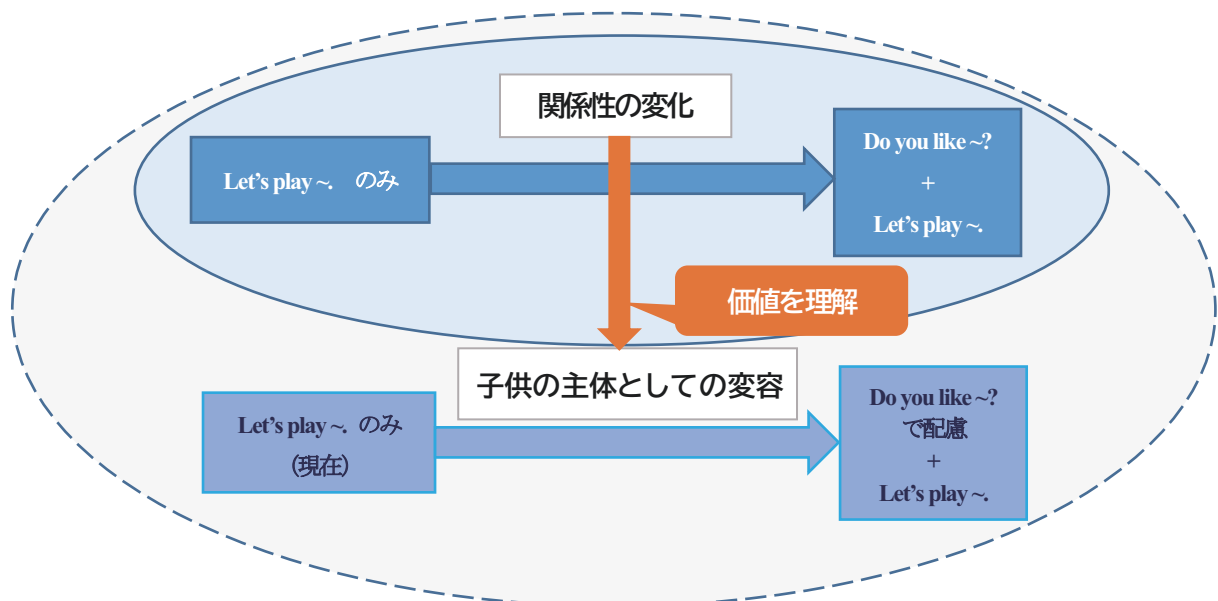 関係性の変化
Let's play ~. のみ
Do you like ~?
+
Let's play ~.
価値を理解
子供の主体としての変容
Let's play ~. のみ
(現在)
Do you like ~?
で配慮
+
Let's play ~.